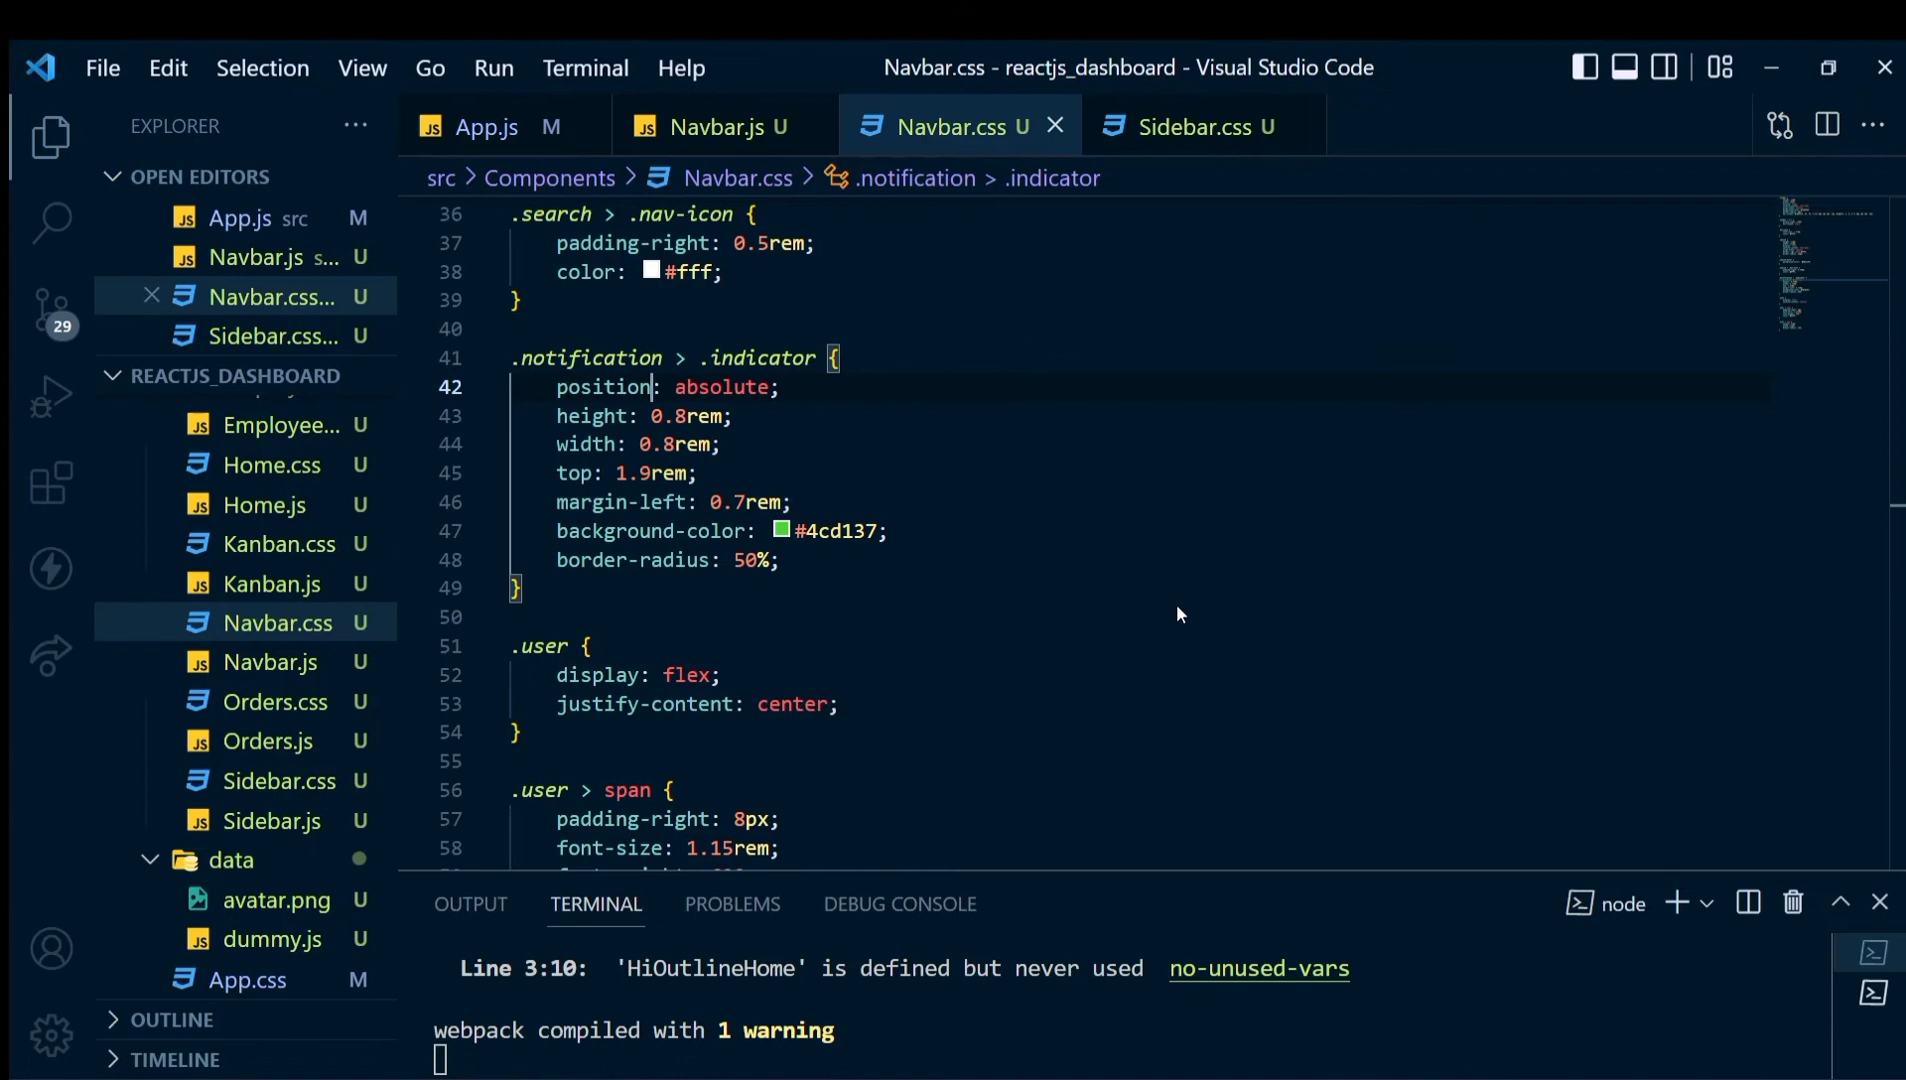 File Edit Selection View Go Run Terminal Help Navbar.css - reactjs_dashboard - Visual Studio Code
EXPLORER ...
OPEN EDITORS
App.js src M
Navbar.js s... U
Navbar.css... U
Sidebar.css... U
REACTJS_DASHBOARD
Employee... U
Home.css U
Home.js U
Kanban.css U
Kanban.js U
Navbar.css U
Navbar.js U
Orders.css U
Orders.js U
Sidebar.css U
Sidebar.js U
data
avatar.png U
dummy.js U
App.css M
OUTLINE
TIMELINE
29
App.js M Navbar.js U Navbar.css U Sidebar.css U
src > Components > Navbar.css > .notification > .indicator
36 .search > .nav-icon {
37 padding-right: 0.5rem;
38 color: #fff;
39 }
40
41 .notification > .indicator {
42 position: absolute;
43 height: 0.8rem;
44 width: 0.8rem;
45 top: 1.9rem;
46 margin-left: 0.7rem;
47 background-color: #4cd137;
48 border-radius: 50%;
49 }
50
51 .user {
52 display: flex;
53 justify-content: center;
54 }
55
56 .user > span {
57 padding-right: 8px;
58 font-size: 1.15rem;
OUTPUT TERMINAL PROBLEMS DEBUG CONSOLE node
Line 3:10: 'HiOutlineHome' is defined but never used no-unused-vars
webpack compiled with 1 warning